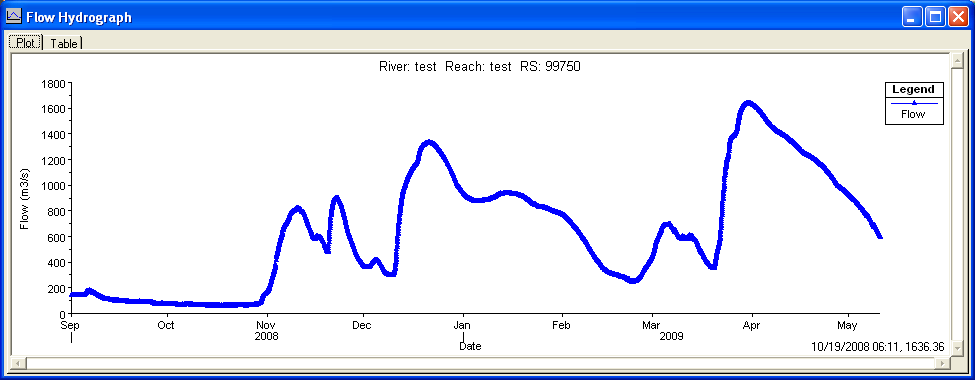 Flow Hydrograph
Plot Table
River: test Reach: test RS: 99750
Legend
Flow
Flow (m3/s)
1800
1600
1400
1200
1000
800
600
400
200
0
Sep Oct Nov Dec Jan Feb Mar Apr May
2008 2009
Date
10/19/2008 06:11, 1636.36